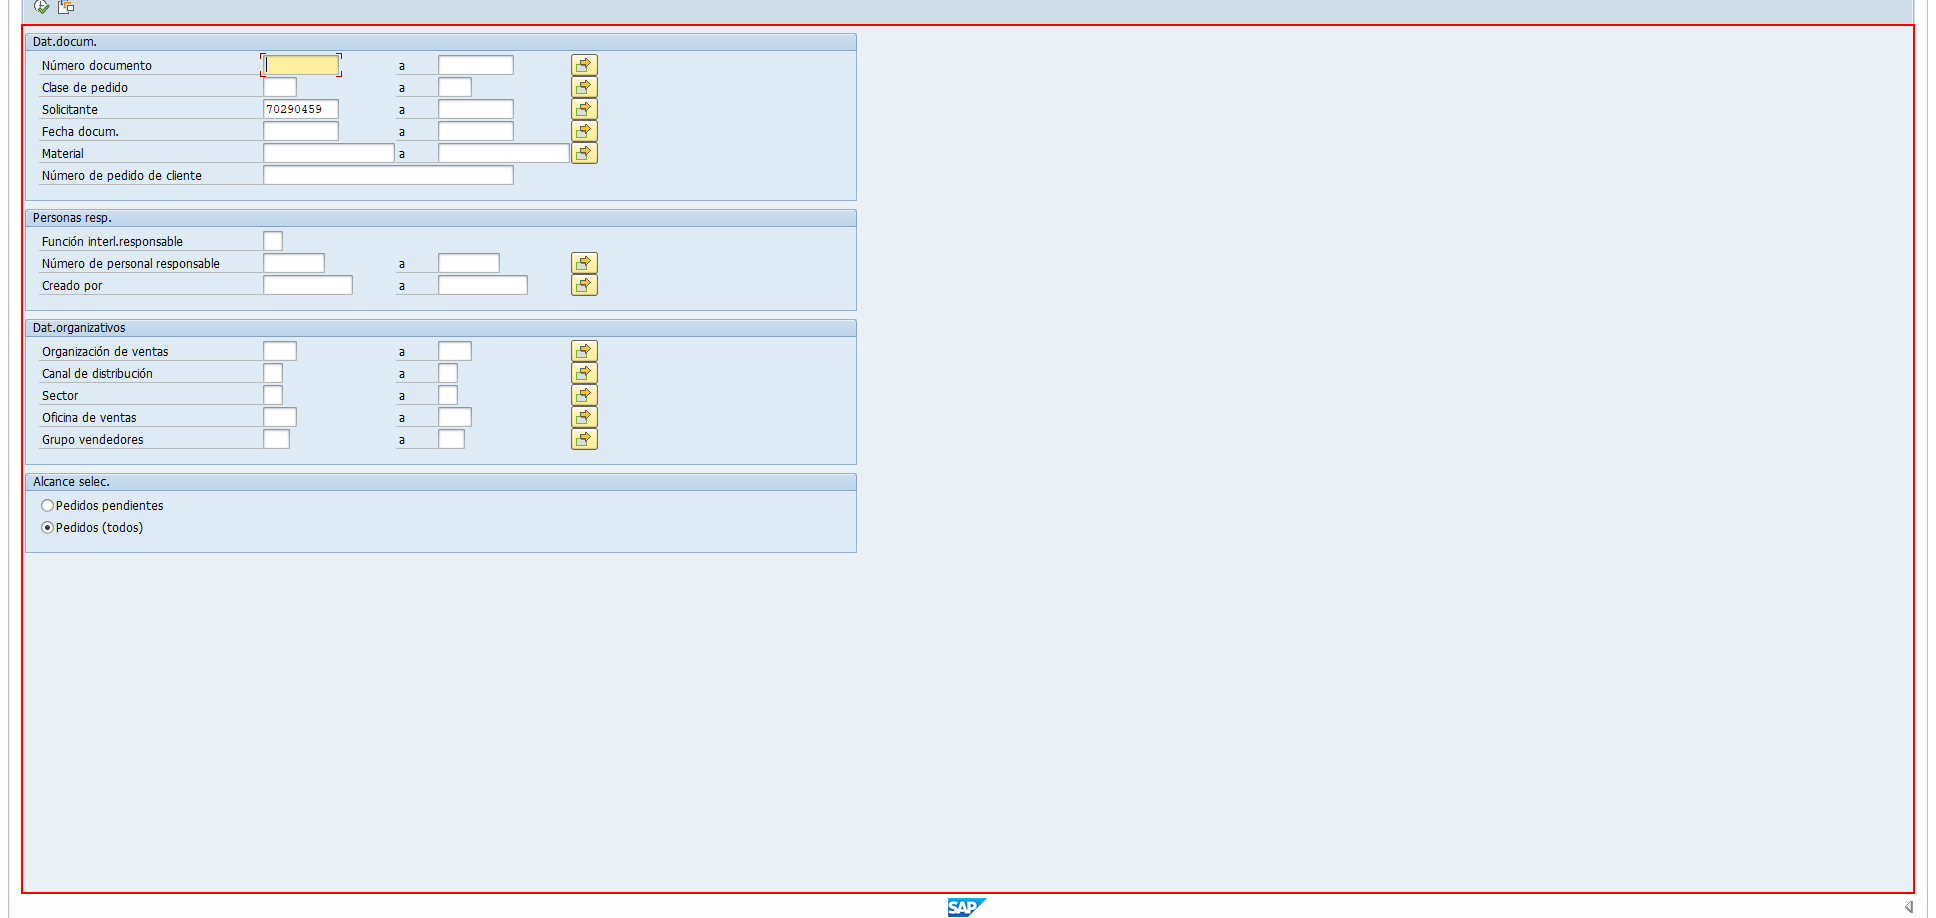 Dat.docum.
Número documento a
Clase de pedido a
Solicitante 70290459 a
Fecha docum. a
Material a
Número de pedido de cliente
Personas resp.
Función interl.responsable
Número de personal responsable a
Creado por a
Dat.organizativos
Organización de ventas a
Canal de distribución a
Sector a
Oficina de ventas a
Grupo vendedores a
Alcance selec.
Pedidos pendientes
Pedidos (todos)
SAP